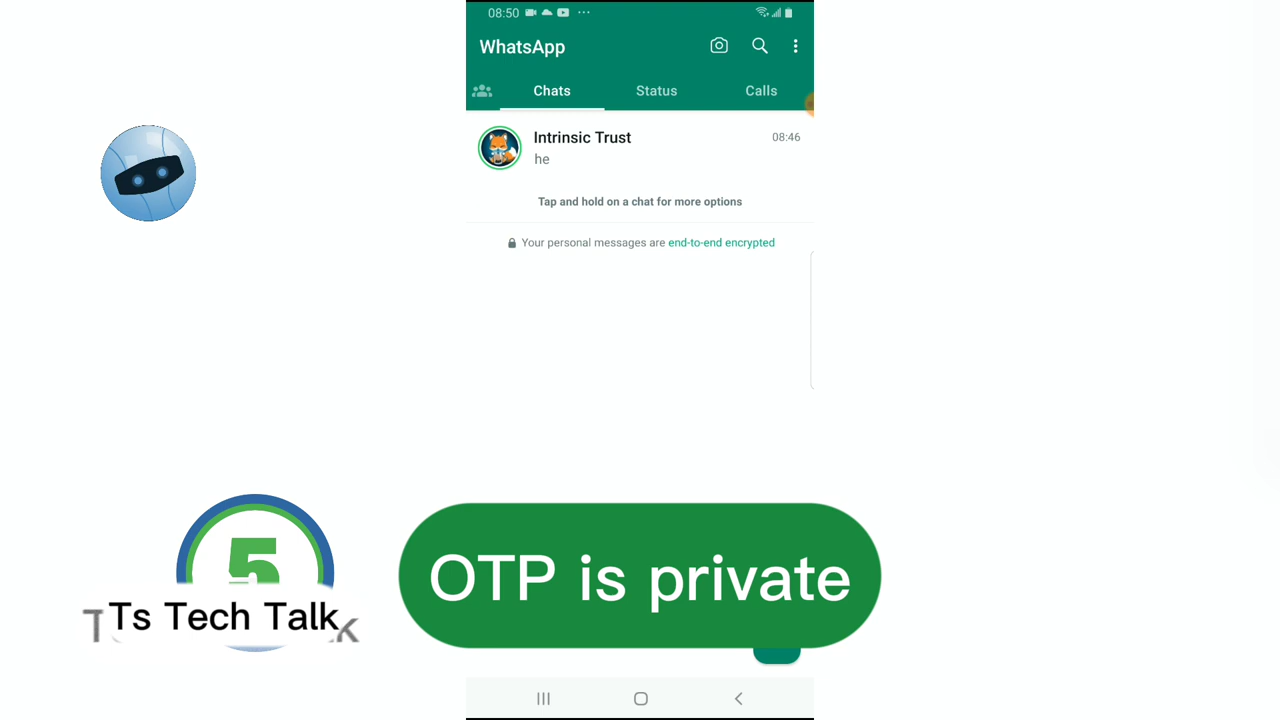 08:50
WhatsApp
Chats
Status
Calls
Intrinsic Trust
08:46
he
Tap and hold on a chat for more options
Your personal messages are end-to-end encrypted
5
Ts Tech Talk
OTP is private